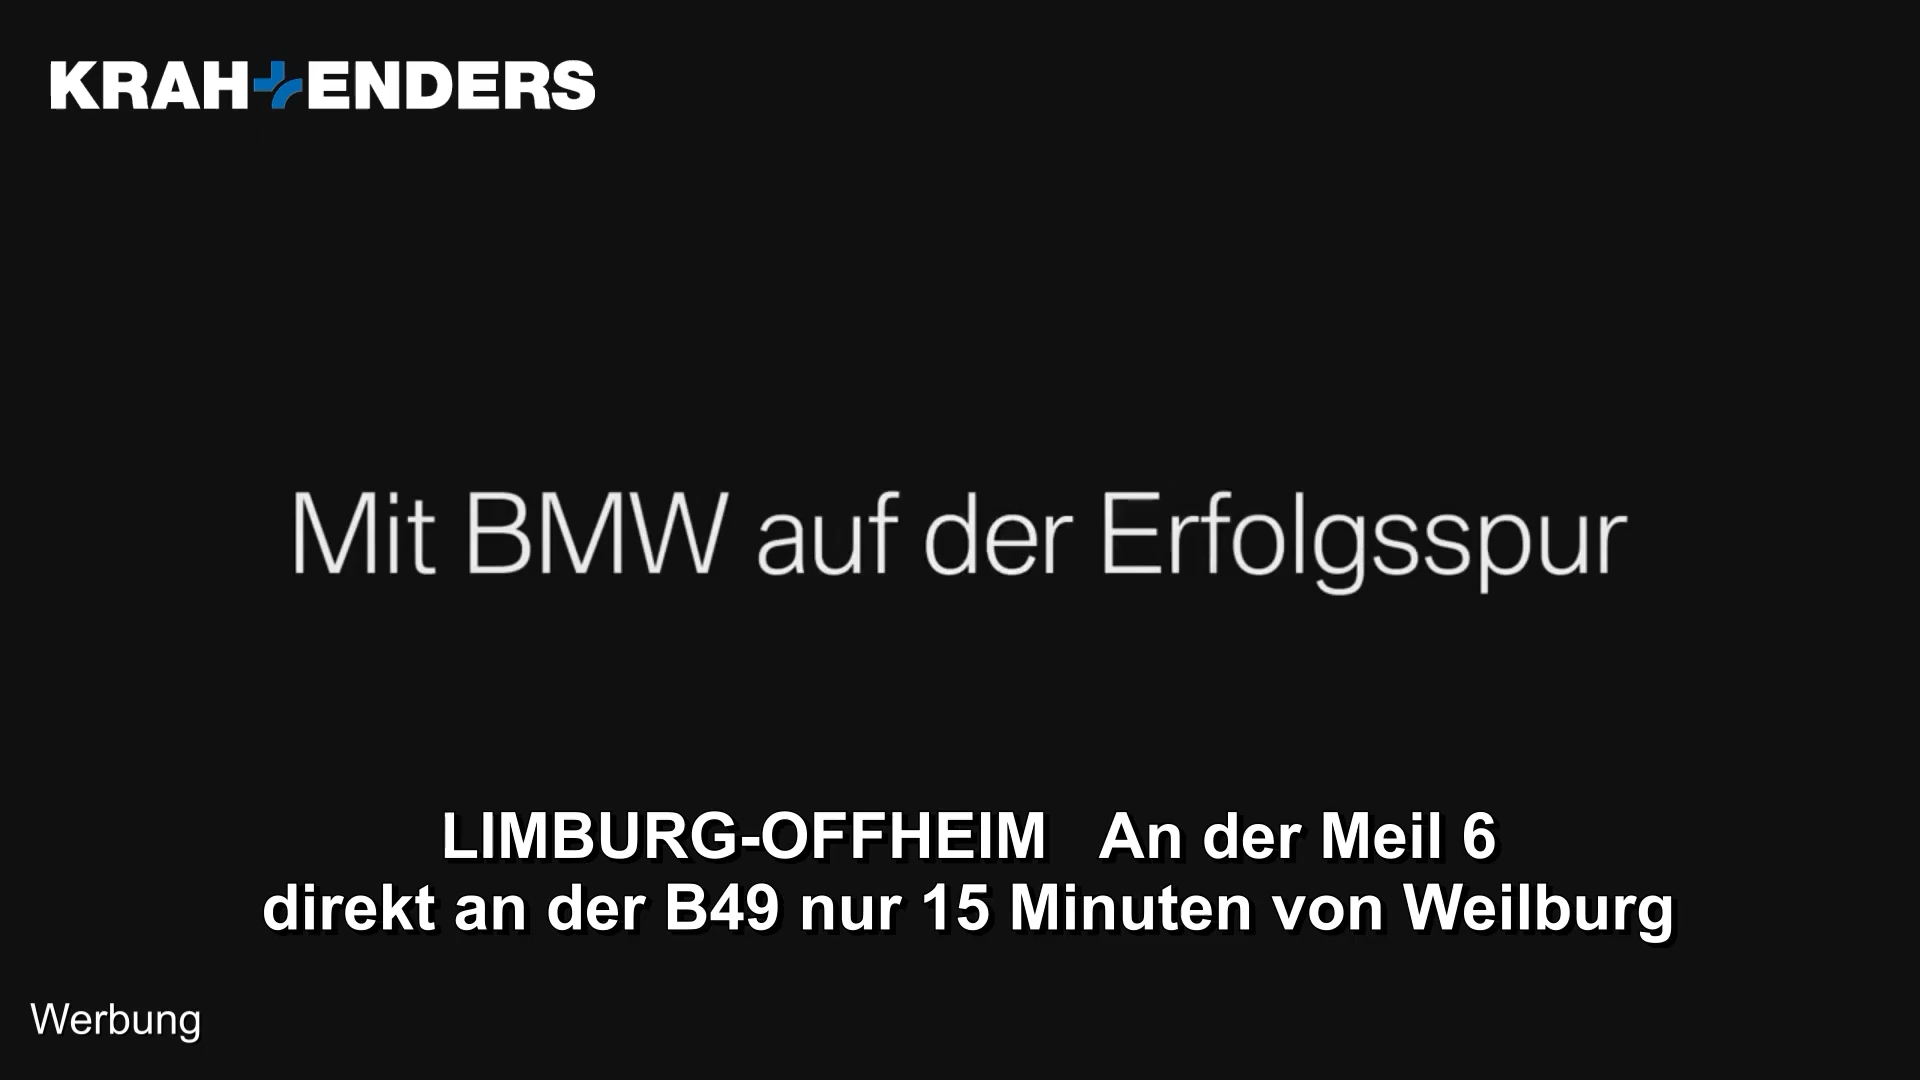 KRAH+ENDERS
Mit BMW auf der Erfolgsspur
LIMBURG-OFFHEIM An der Meil 6
direkt an der B49 nur 15 Minuten von Weilburg
Werbung